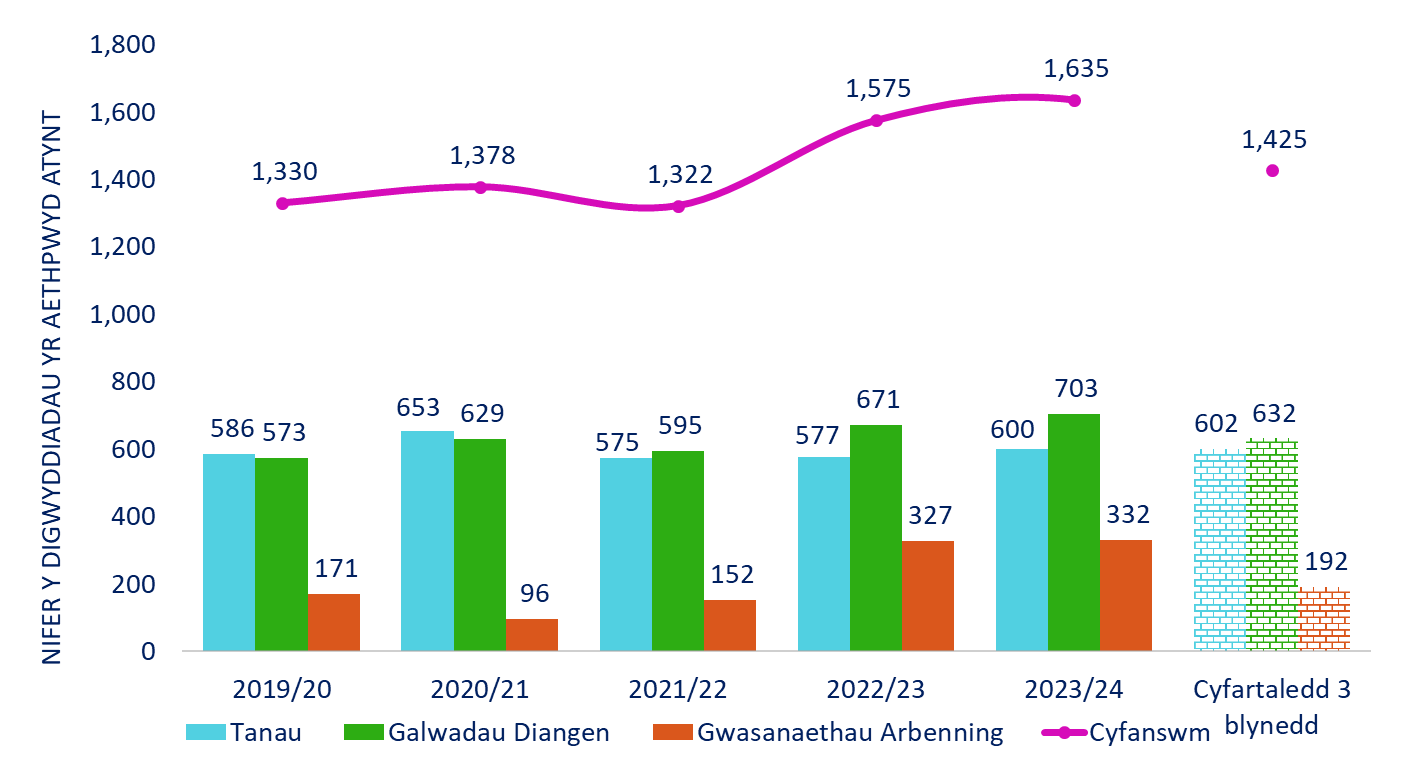 NIFER Y DIGWYDDIADAU YR AETHPWYD ATYNT
1,800
1,600
1,400
1,200
1,000
800
600
400
200
0
1,330
1,378
1,322
1,575
1,635
1,425
586 573 171
653 629 96
575 595 152
577 671 327
600 703 332
602 632 192
2019/20 2020/21 2021/22 2022/23 2023/24 Cyfartaledd 3
blynedd
Tanau Galwadau Diangen Gwasanaethau Arbenning Cyfanswm